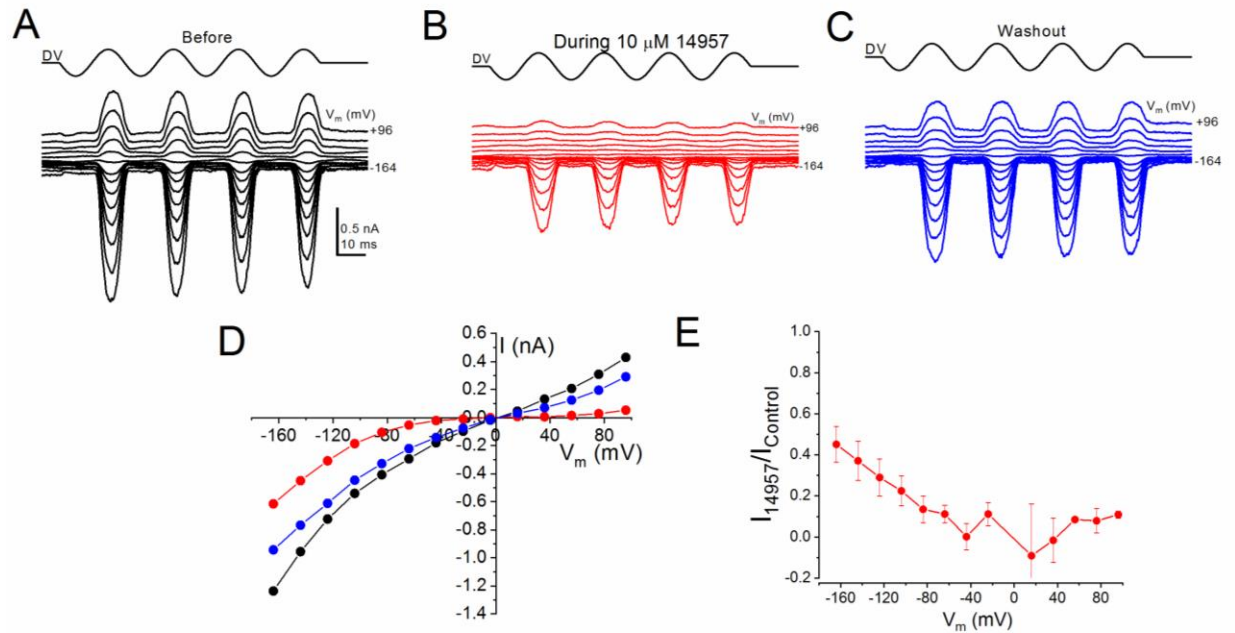 A
Before
DV
Vm (mV)
+96
-164
0.5 nA
10 ms
B
During 10 μM 14957
DV
Vm (mV)
+96
-164
C
Washout
DV
Vm (mV)
+96
-164
D
I (nA)
0.6
0.4
0.2
0.0
-0.2
-0.4
-0.6
-0.8
-1.0
-1.2
-1.4
-160
-120
-80
-40
0
40
80
Vm (mV)
E
I14957/IControl
1.0
0.8
0.6
0.4
0.2
0.0
-0.2
-160
-120
-80
-40
0
40
80
Vm (mV)